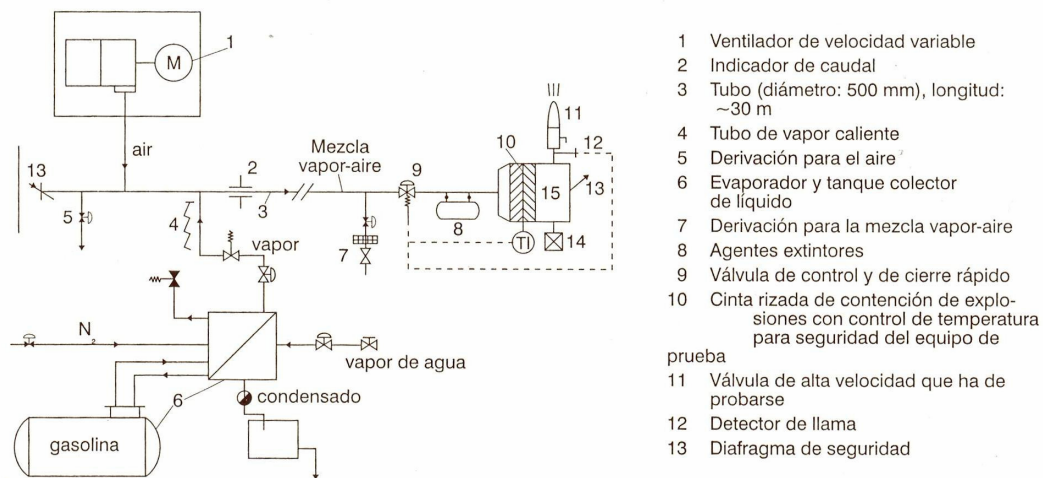 1
M
air
13
2
Mezcla
vapor-aire
9
10
11
12
13
15
5
4
3
vapor
7
8
TI
14
N2
vapor de agua
6
condensado
gasolina
1 Ventilador de velocidad variable
2 Indicador de caudal
3 Tubo (diámetro: 500 mm), longitud:
~30 m
4 Tubo de vapor caliente
5 Derivación para el aire
6 Evaporador y tanque colector
de líquido
7 Derivación para la mezcla vapor-aire
8 Agentes extintores
9 Válvula de control y de cierre rápido
10 Cinta rizada de contención de explo-
siones con control de temperatura
para seguridad del equipo de
prueba
11 Válvula de alta velocidad que ha de
probarse
12 Detector de llama
13 Diafragma de seguridad